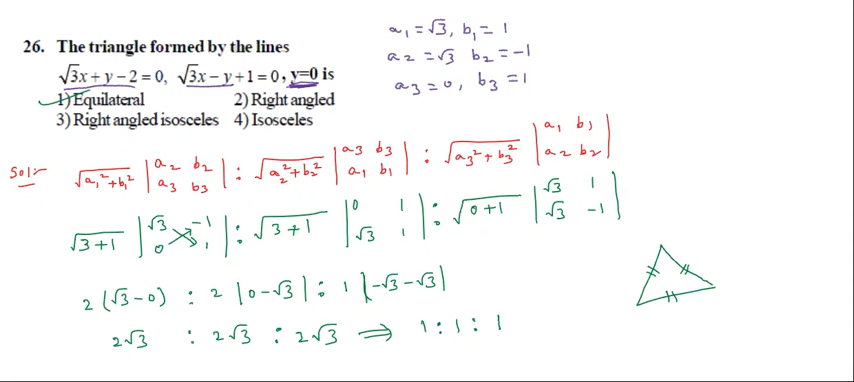 26. The triangle formed by the lines
√3x + y − 2 = 0, √3x − y + 1 = 0, y=0 is
1) Equilateral 2) Right angled
3) Right angled isosceles 4) Isosceles
a₁ = √3, b₁ = 1
a₂ = √3 b₂ = −1
a₃ = 0, b₃ = 1
Sol:- √(a₁² + b₁²) |a₂ b₂; a₃ b₃| : √(a₂² + b₂²) |a₃ b₃; a₁ b₁| : √(a₃² + b₃²) |a₁ b₁; a₂ b₂|
√(3+1) |√3 −1; 0 1| : √(3+1) |0 1; √3 1| : √(0+1) |√3 1; √3 −1|
2 (√3 − 0) : 2 |0 − √3| : 1 |−√3 − √3|
2√3 : 2√3 : 2√3 ⟹ 1 : 1 : 1